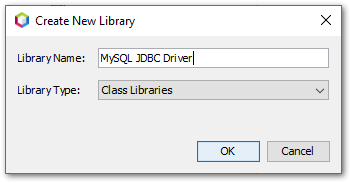 Create New Library
Library Name: MySQL JDBC Driver
Library Type: Class Libraries
OK Cancel